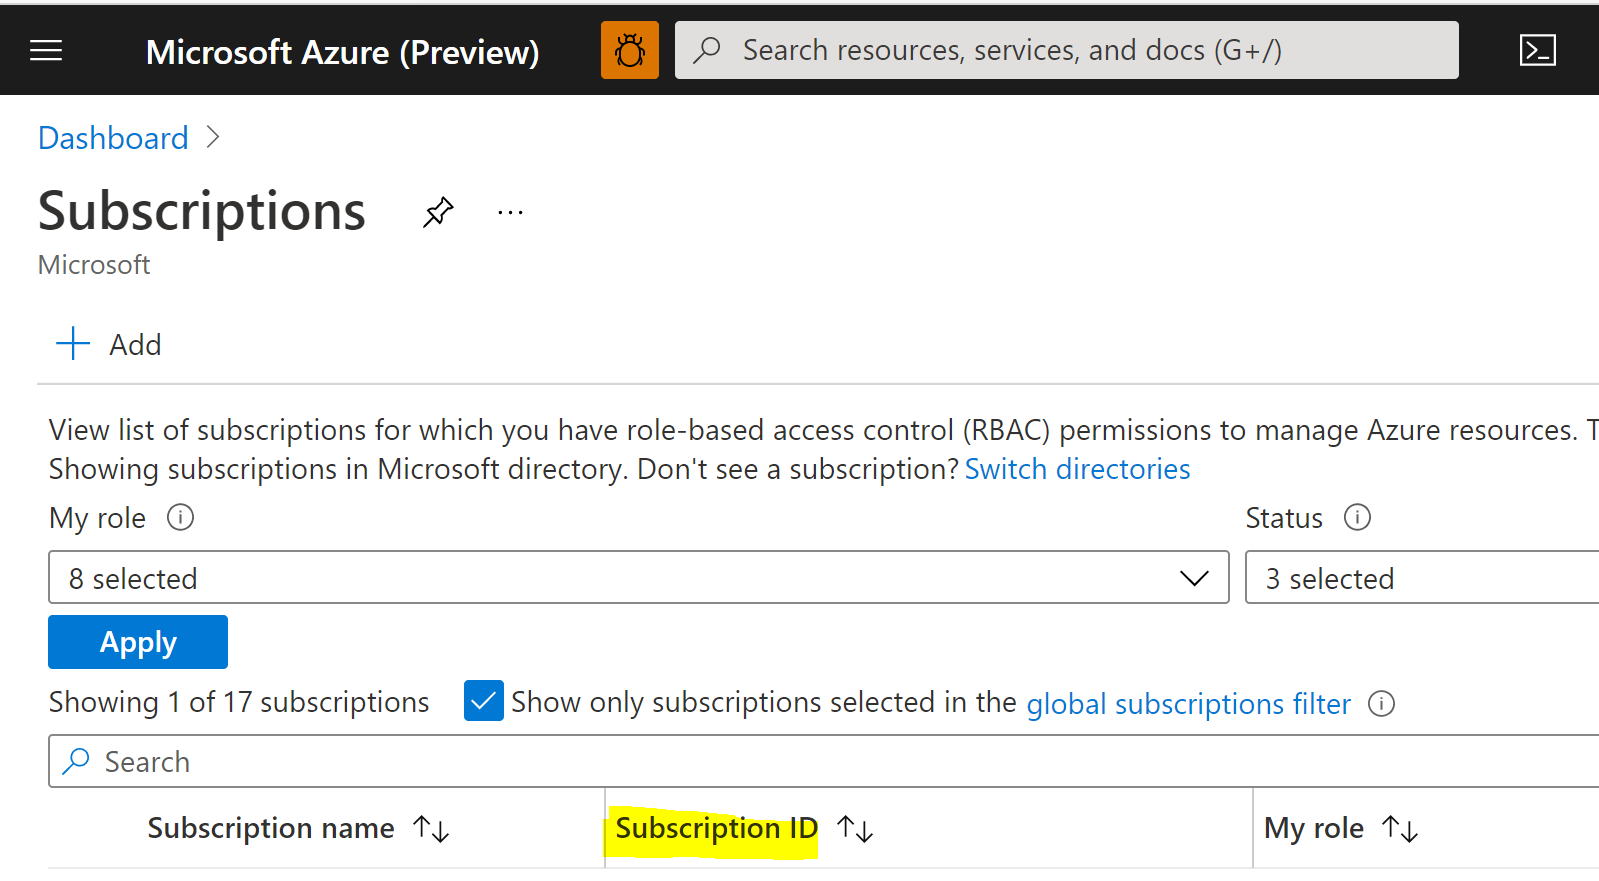 Microsoft Azure (Preview)
Search resources, services, and docs (G+/)
Dashboard
Subscriptions
Microsoft
Add
View list of subscriptions for which you have role-based access control (RBAC) permissions to manage Azure resources.
Showing subscriptions in Microsoft directory. Don't see a subscription? Switch directories
My role
Status
8 selected
3 selected
Apply
Showing 1 of 17 subscriptions
Show only subscriptions selected in the global subscriptions filter
Search
Subscription name
Subscription ID
My role